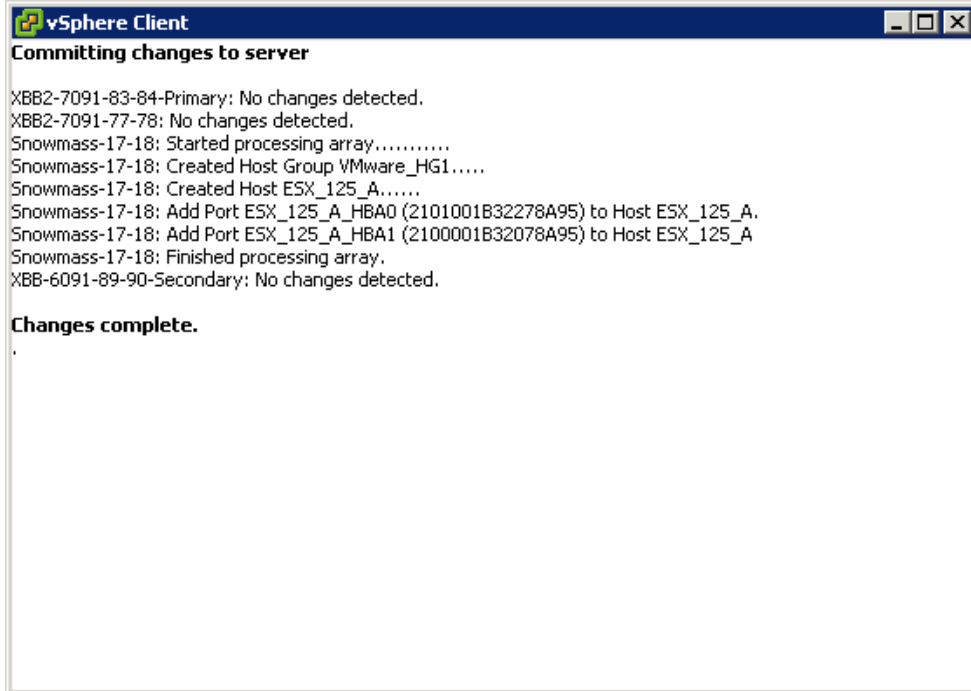 vSphere Client
Committing changes to server
XBB2-7091-83-84-Primary: No changes detected.
XBB2-7091-77-78: No changes detected.
Snowmass-17-18: Started processing array...........
Snowmass-17-18: Created Host Group VMware_HG1.....
Snowmass-17-18: Created Host ESX_125_A......
Snowmass-17-18: Add Port ESX_125_A_HBA0 (2101001B32278A95) to Host ESX_125_A.
Snowmass-17-18: Add Port ESX_125_A_HBA1 (2100001B32078A95) to Host ESX_125_A
Snowmass-17-18: Finished processing array.
XBB-6091-89-90-Secondary: No changes detected.
Changes complete.
.